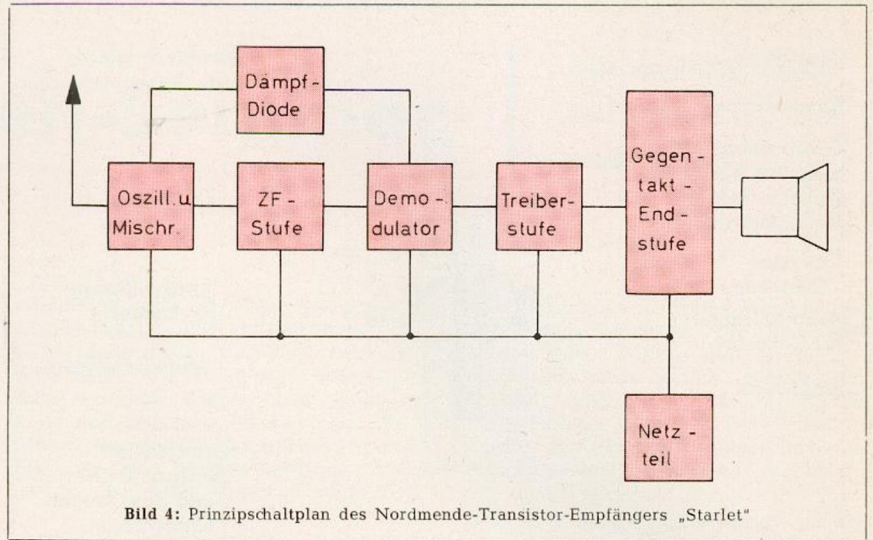 Dämpf-
Diode
Oszill. u.
Mischr.
ZF-
Stufe
Demo-
dulator
Treiber-
stufe
Gegen-
takt-
End-
stufe
Netz-
teil
Bild 4: Prinzipschaltplan des Nordmende-Transistor-Empfängers „Starlet“